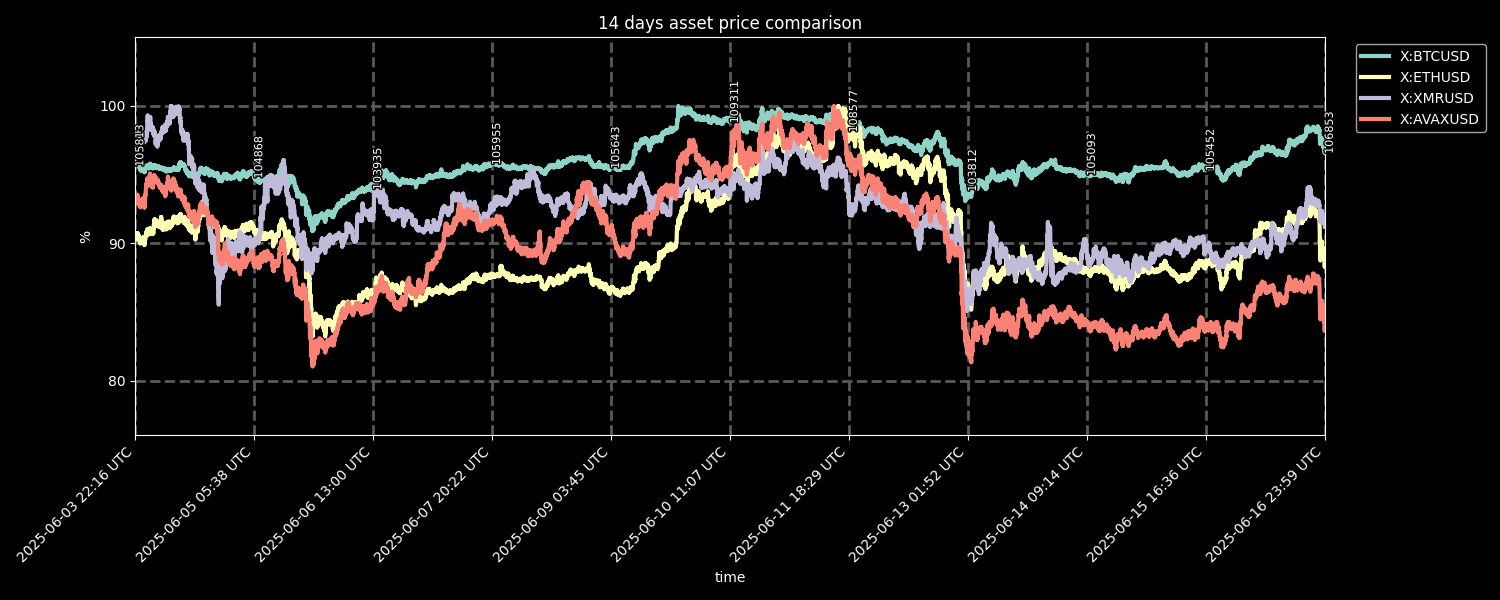 14 days asset price comparison
X:BTCUSD
X:ETHUSD
X:XMRUSD
X:AVAXUSD
100
90
80
%
104868
103935
105955
105643
109311
108577
103812
105093
105452
106853
2025-06-03 22:16 UTC
2025-06-05 05:38 UTC
2025-06-06 13:00 UTC
2025-06-07 20:22 UTC
2025-06-09 03:45 UTC
2025-06-10 11:07 UTC
2025-06-11 18:29 UTC
2025-06-13 01:52 UTC
2025-06-14 09:14 UTC
2025-06-15 16:36 UTC
2025-06-16 23:59 UTC
time